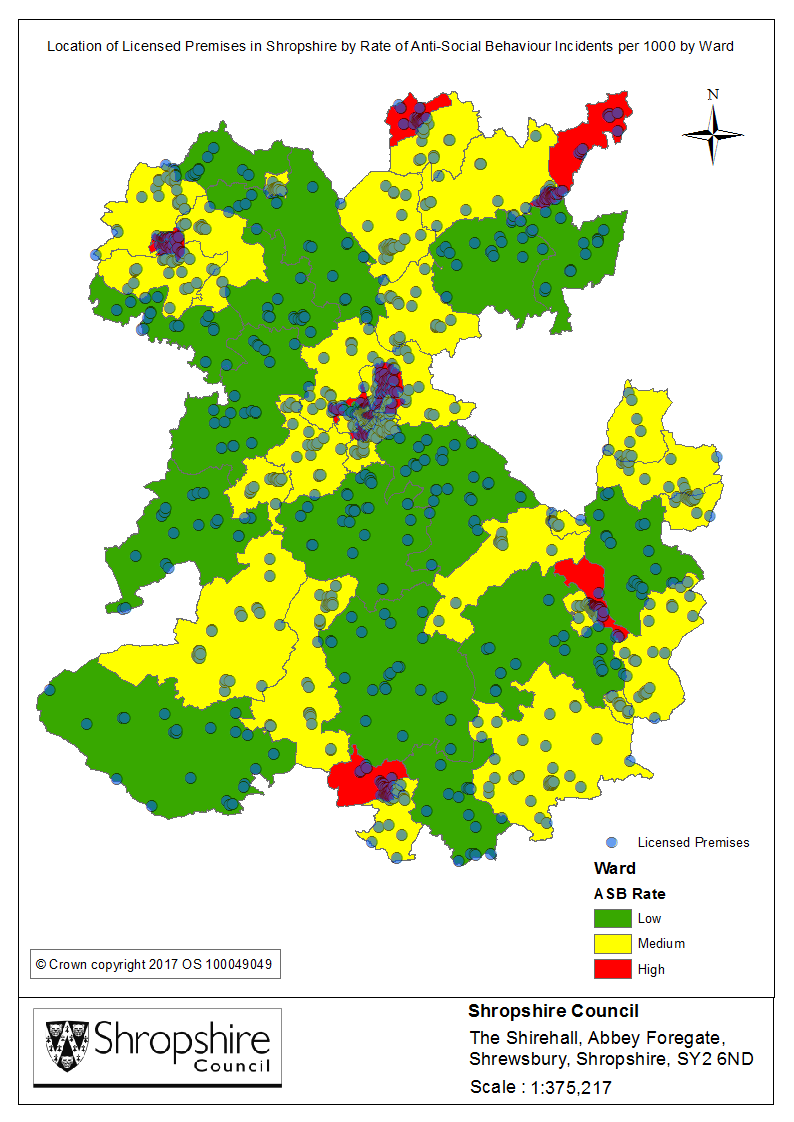 Location of Licensed Premises in Shropshire by Rate of Anti-Social Behaviour Incidents per 1000 by Ward
N
Licensed Premises
Ward
ASB Rate
Low
Medium
High
© Crown copyright 2017 OS 100049049
Shropshire
Council
Shropshire Council
The Shirehall, Abbey Foregate,
Shrewsbury, Shropshire, SY2 6ND
Scale : 1:375,217